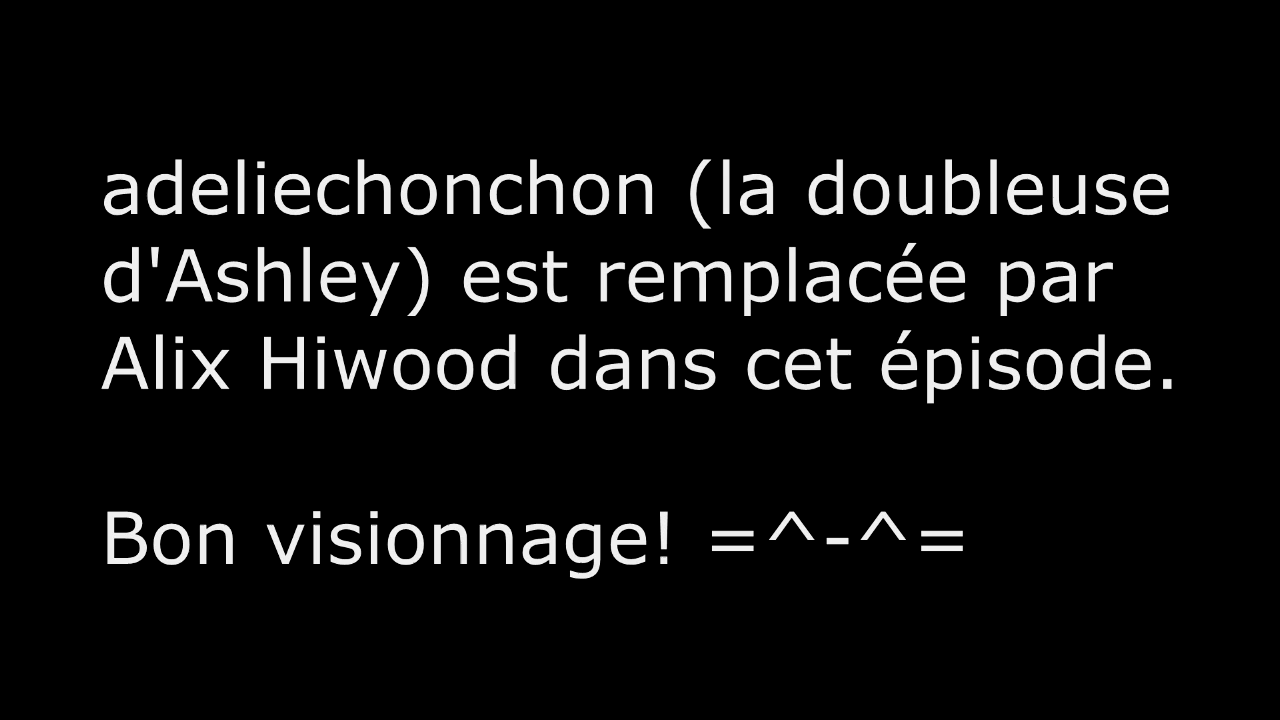 adeliechonchon (la doubleuse
d'Ashley) est remplacée par
Alix Hiwood dans cet épisode.
Bon visionnage! =^-^=